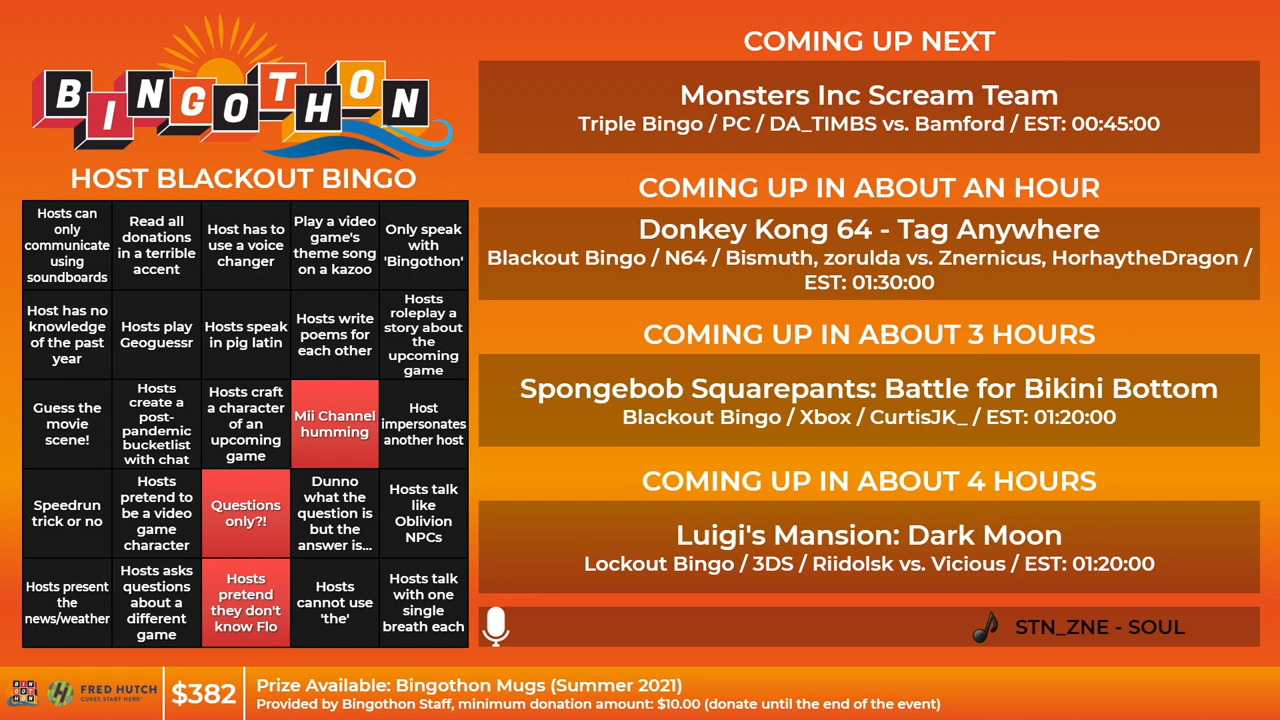 BINGOTHON
HOST BLACKOUT BINGO
Hosts can
only
communicate
using
soundboards
Read all
donations
in a terrible
accent
Host has to
use a voice
changer
Play a video
game's
theme song
on a kazoo
Only speak
with
'Bingothon'
Host has no
knowledge
of the past
year
Hosts play
Geoguessr
Hosts speak
in pig latin
Hosts write
poems for
each other
Hosts
roleplay a
story about
the
upcoming
game
Guess the
movie
scene!
Hosts
create a
post-
pandemic
bucketlist
with chat
Hosts craft
a character
of an
upcoming
game
Mii Channel
humming
Host
impersonates
another host
Speedrun
trick or no
Hosts
pretend to
be a video
game
character
Questions
only?!
Dunno
what the
question is
but the
answer is...
Hosts talk
like
Oblivion
NPCs
Hosts present
the
news/weather
Hosts asks
questions
about a
different
game
Hosts
pretend
they don't
know Flo
Hosts
cannot use
'the'
Hosts talk
with one
single
breath each
COMING UP NEXT
Monsters Inc Scream Team
Triple Bingo / PC / DA_TIMBS vs. Bamford / EST: 00:45:00
COMING UP IN ABOUT AN HOUR
Donkey Kong 64 - Tag Anywhere
Blackout Bingo / N64 / Bismuth, zorulda vs. Znernicus, HorhaytheDragon /
EST: 01:30:00
COMING UP IN ABOUT 3 HOURS
Spongebob Squarepants: Battle for Bikini Bottom
Blackout Bingo / Xbox / CurtisJK_ / EST: 01:20:00
COMING UP IN ABOUT 4 HOURS
Luigi's Mansion: Dark Moon
Lockout Bingo / 3DS / Riidolsk vs. Vicious / EST: 01:20:00
STN_ZNE - SOUL
BINGOTHON
FRED HUTCH
CURES START HERE™
$382
Prize Available: Bingothon Mugs (Summer 2021)
Provided by Bingothon Staff, minimum donation amount: $10.00 (donate until the end of the event)